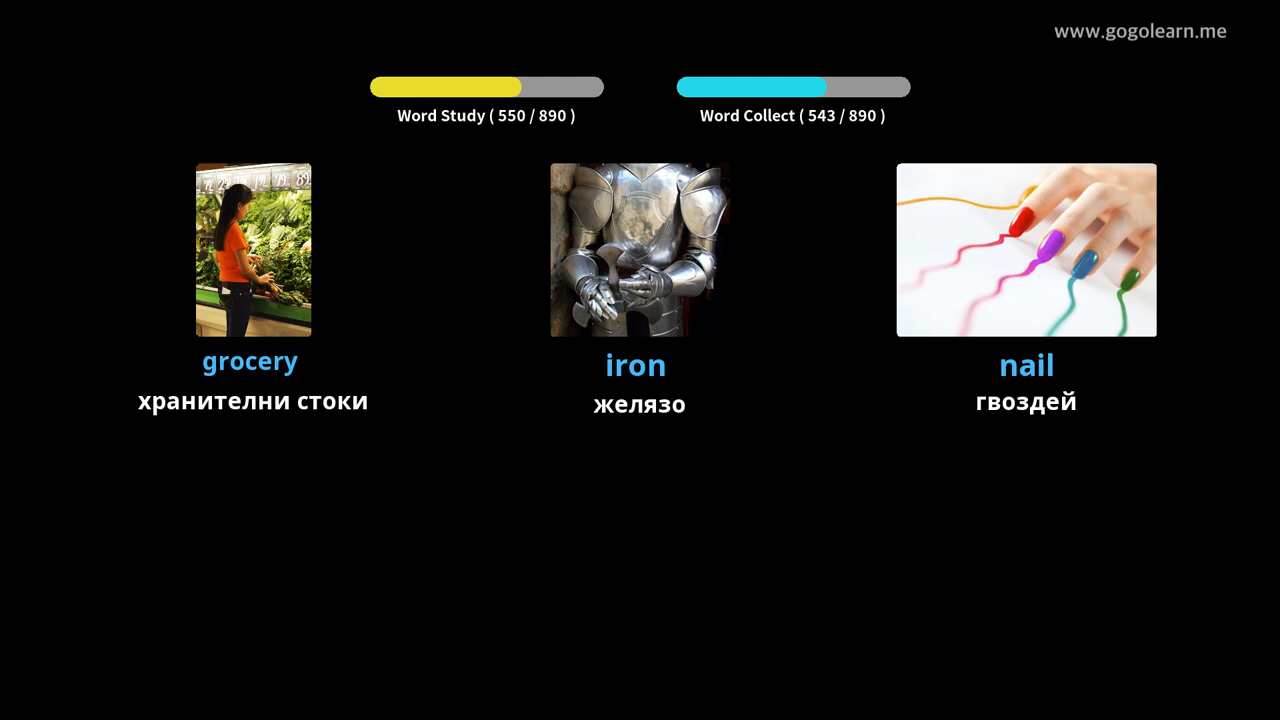 www.gogolearn.me
Word Study ( 550 / 890 )
Word Collect ( 543 / 890 )
grocery
хранителни стоки
iron
желязо
nail
гвоздей